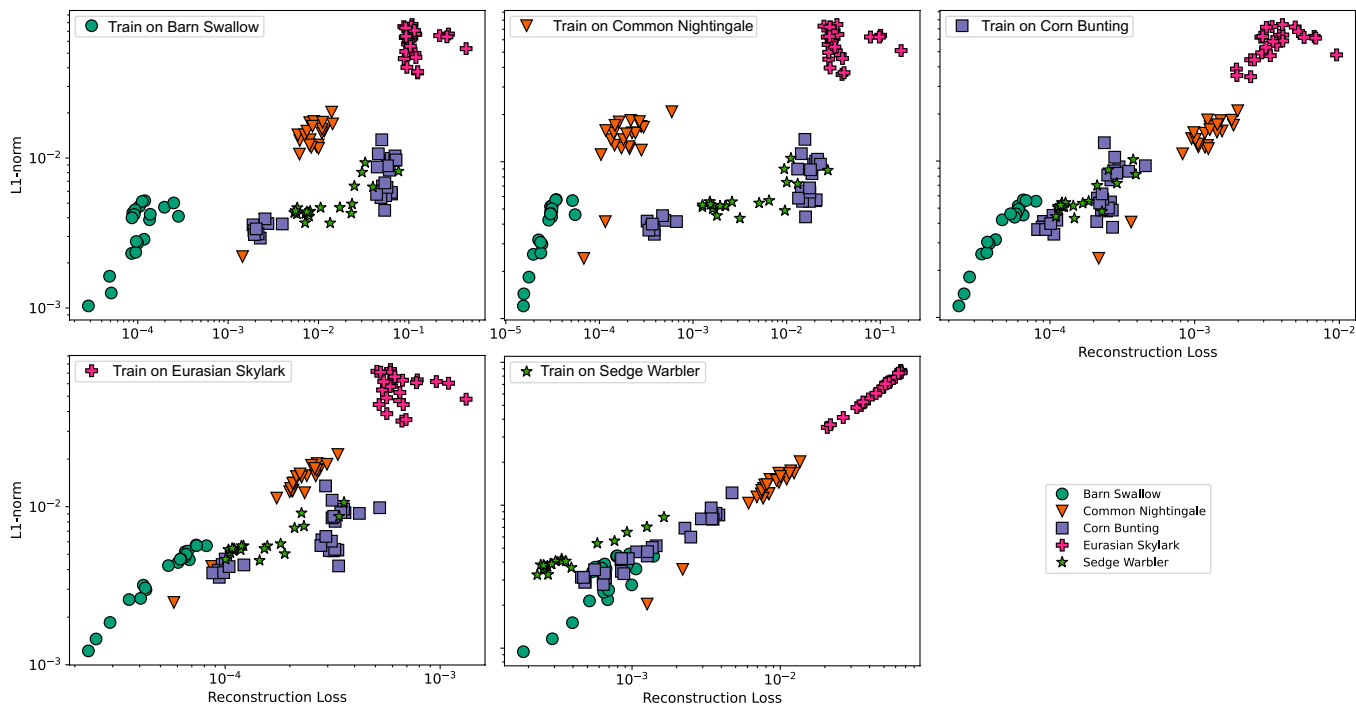 Train on Barn Swallow
Train on Common Nightingale
Train on Corn Bunting
L1-norm
10⁻²
10⁻³
10⁻⁴
10⁻³
10⁻²
10⁻¹
10⁻⁵
10⁻⁴
10⁻³
10⁻²
10⁻¹
10⁻⁴
10⁻³
10⁻²
Reconstruction Loss
Train on Eurasian Skylark
Train on Sedge Warbler
L1-norm
10⁻²
10⁻³
10⁻⁴
10⁻³
Reconstruction Loss
10⁻³
10⁻²
Reconstruction Loss
Barn Swallow
Common Nightingale
Corn Bunting
Eurasian Skylark
Sedge Warbler